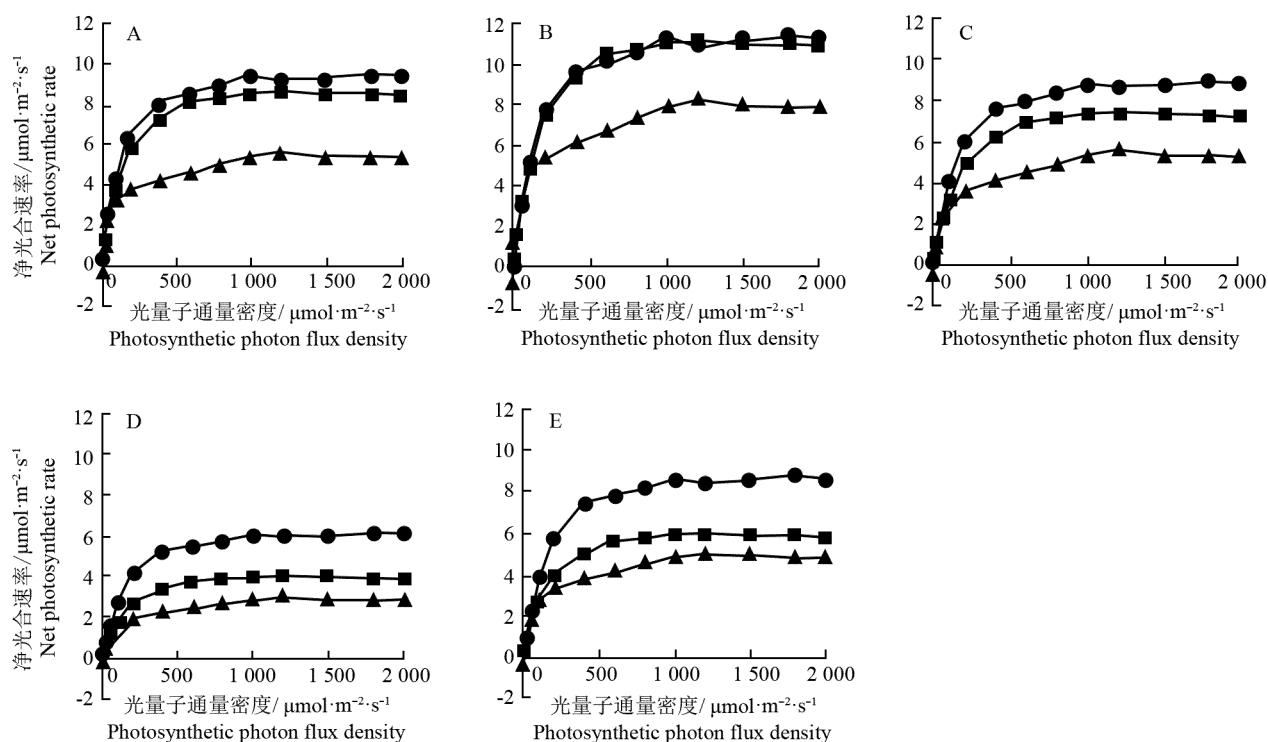 A
12
10
8
6
4
2
0
-2
0 500 1 000 1 500 2 000
净光合速率/μmol·m⁻²·s⁻¹
Net photosynthetic rate
光量子通量密度/ μmol·m⁻²·s⁻¹
Photosynthetic photon flux density
B
12
10
8
6
4
2
0
-2
0 500 1 000 1 500 2 000
光量子通量密度/ μmol·m⁻²·s⁻¹
Photosynthetic photon flux density
C
12
10
8
6
4
2
0
-2
0 500 1 000 1 500 2 000
光量子通量密度/ μmol·m⁻²·s⁻¹
Photosynthetic photon flux density
D
12
10
8
6
4
2
0
-2
0 500 1 000 1 500 2 000
净光合速率/μmol·m⁻²·s⁻¹
Net photosynthetic rate
光量子通量密度/ μmol·m⁻²·s⁻¹
Photosynthetic photon flux density
E
12
10
8
6
4
2
0
-2
0 500 1 000 1 500 2 000
光量子通量密度/ μmol·m⁻²·s⁻¹
Photosynthetic photon flux density